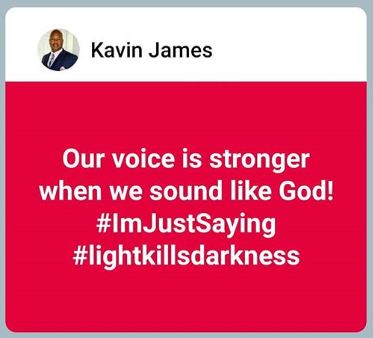 Kavin James
Our voice is stronger
when we sound like God!
#ImJustSaying
#lightkillsdarkness